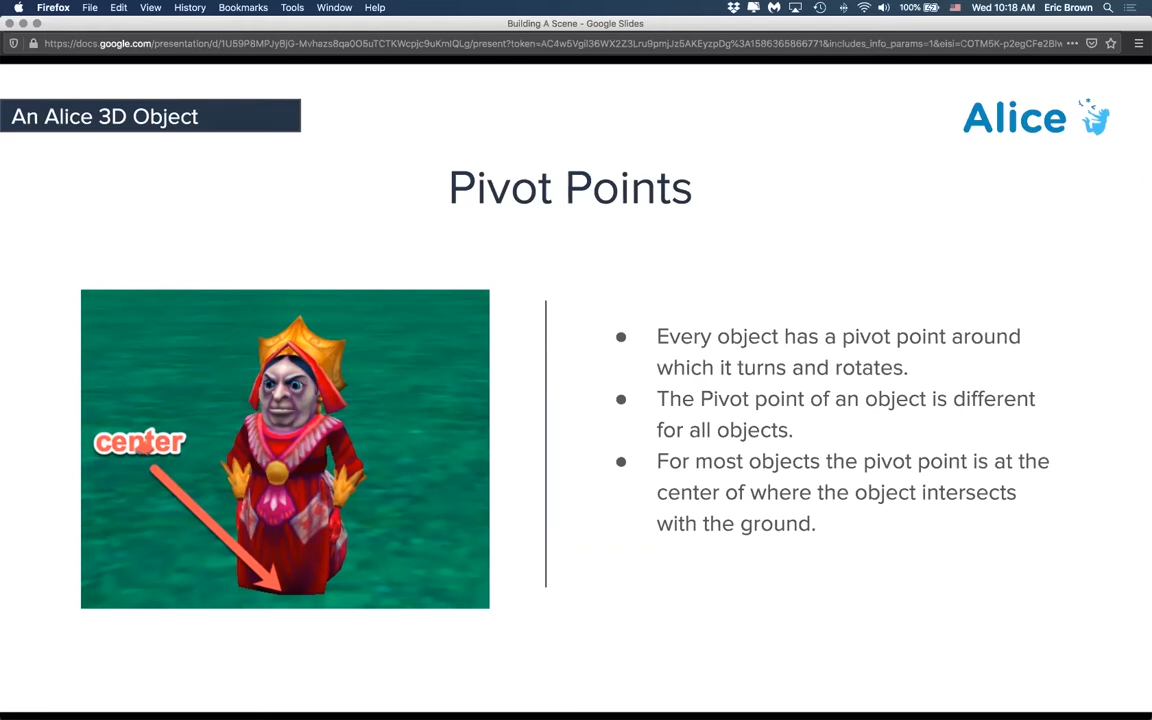 Firefox File Edit View History Bookmarks Tools Window Help 100% Wed 10:18 AM Eric Brown
Building A Scene - Google Slides
An Alice 3D Object
Alice
Pivot Points
center
● Every object has a pivot point around
which it turns and rotates.
● The Pivot point of an object is different
for all objects.
● For most objects the pivot point is at the
center of where the object intersects
with the ground.